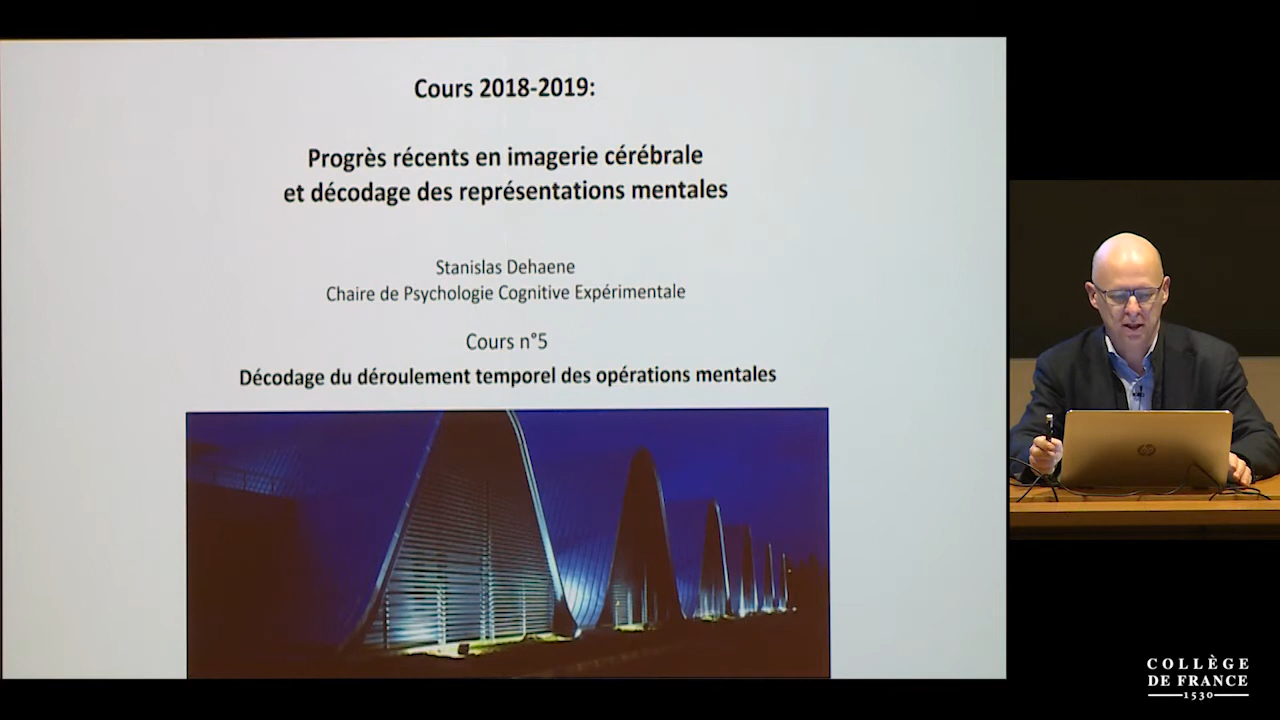 Cours 2018-2019:
Progrès récents en imagerie cérébrale
et décodage des représentations mentales
Stanislas Dehaene
Chaire de Psychologie Cognitive Expérimentale
Cours n°5
Décodage du déroulement temporel des opérations mentales
hp
COLLÈGE
DE FRANCE
1530